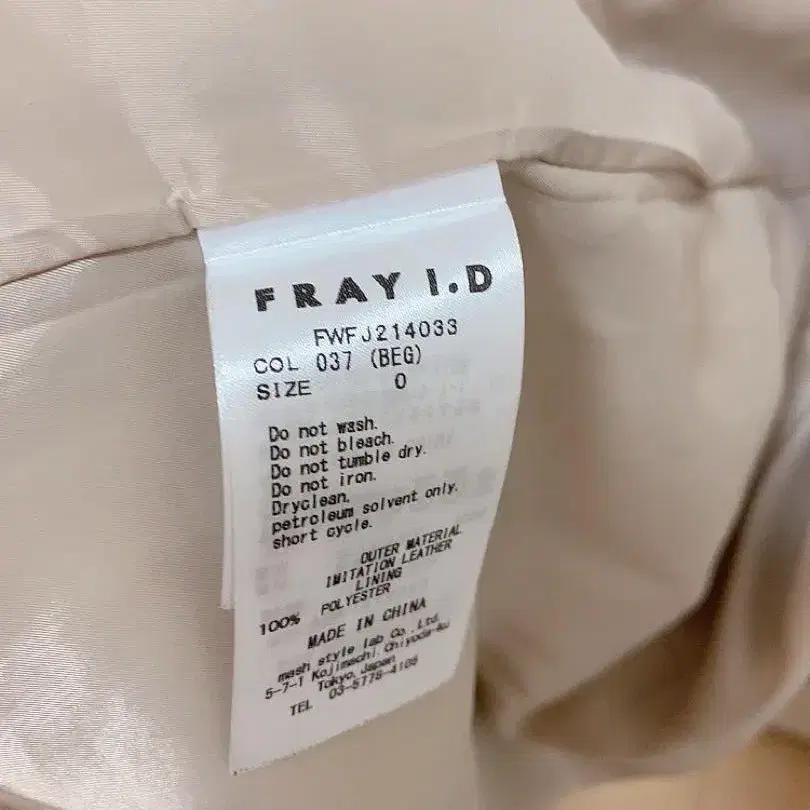 FRAY I.D
FWFJ214033
COL 037 (BEG)
SIZE 0
Do not wash.
Do not bleach.
Do not tumble dry.
Do not iron.
Dryclean,
petroleum solvent only.
short cycle.
OUTER MATERIAL
IMITATION LEATHER
LINING
100% POLYESTER
MADE IN CHINA
mash style lab Co.,Ltd.
5-7-1 Kojimachi,Chiyoda-ku
Tokyo,Japan
TEL 03-5778-4106